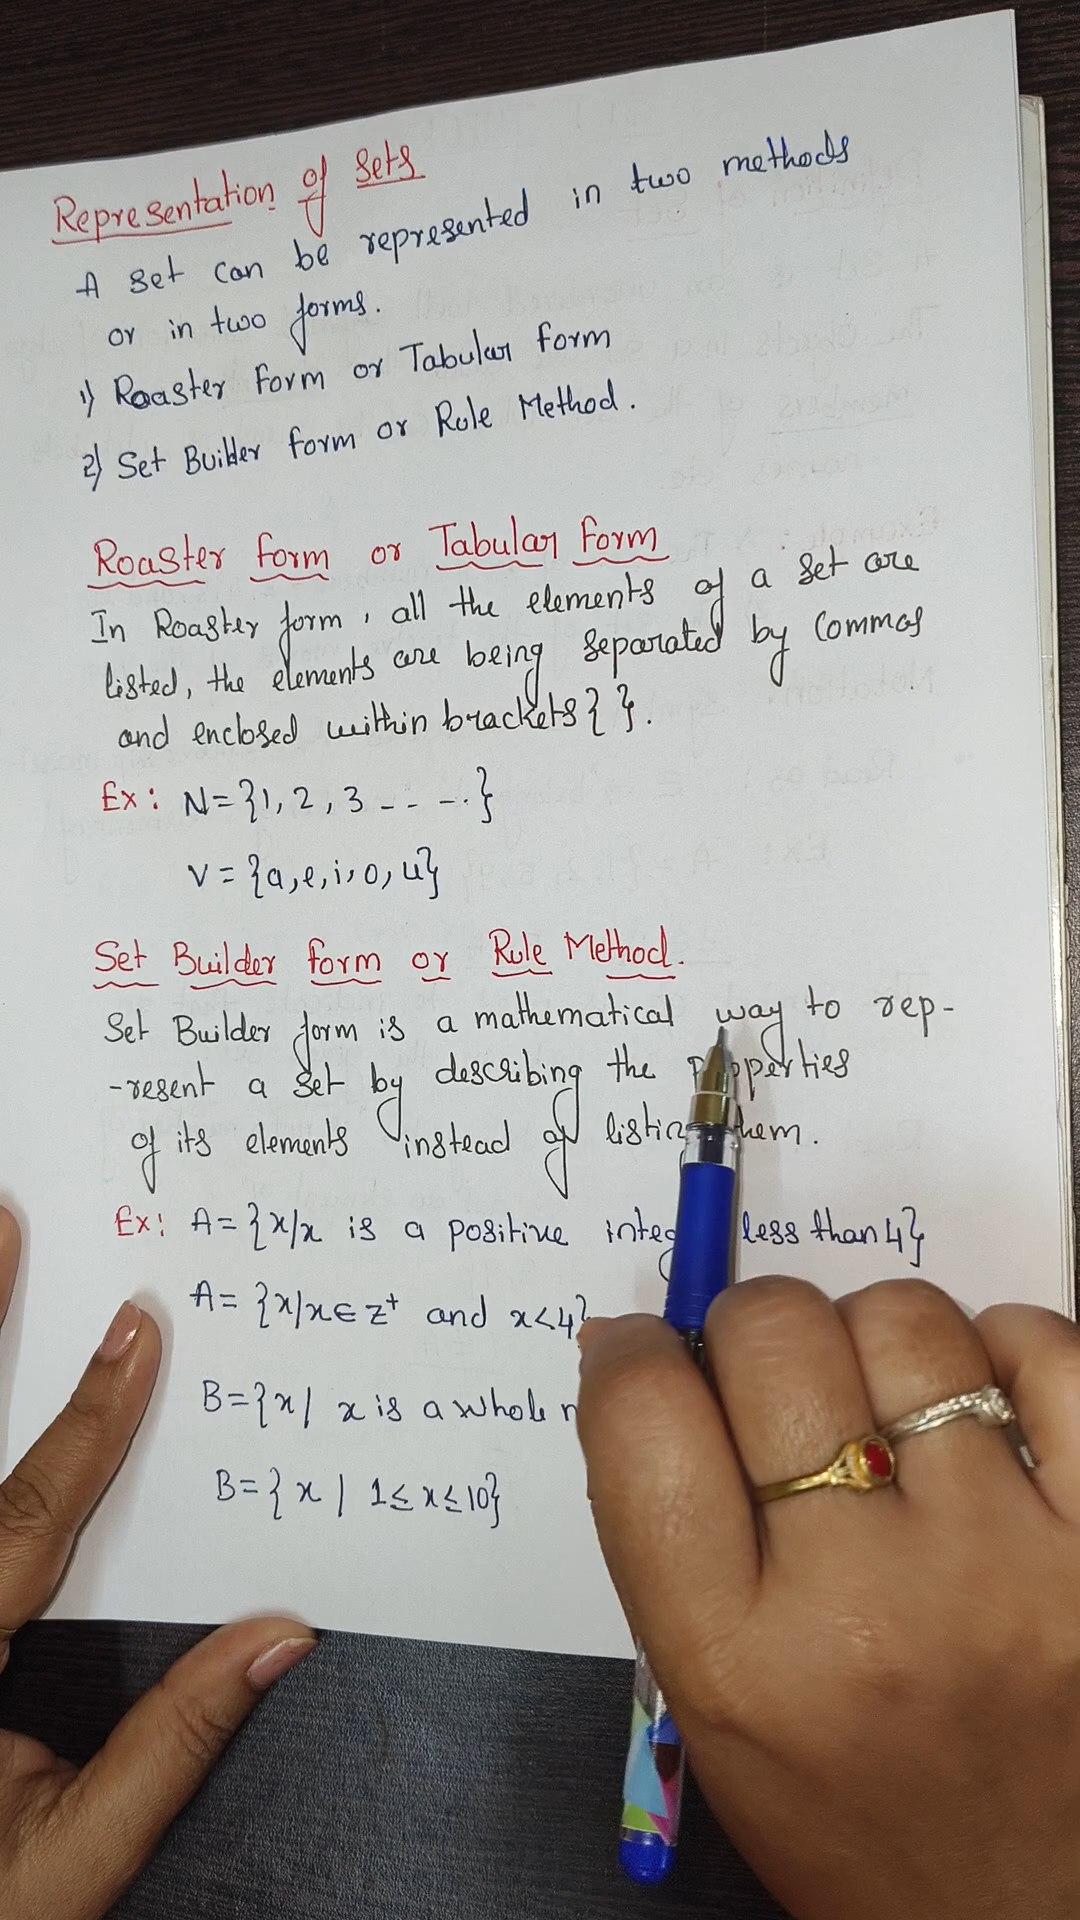 Representation of Sets
A set can be represented in two methods
or in two forms.
1) Roaster Form or Tabular Form
2) Set Builder form or Rule Method.
Roaster form or Tabular Form
In Roaster form, all the elements of a set are
listed, the elements are being separated by Commas
and enclosed within brackets { }.
Ex: N={1, 2, 3 - - - -.}
V = {a, e, i, o, u}
Set Builder form or Rule Method.
Set Builder form is a mathematical way to rep-
-resent a set by describing the properties
of its elements instead of them.
Ex: A= {x/x is a positive less than 4}
A= {x/x∈ z⁺ and x<4}
B={x/ x is a whole
B= { x / 1≤ x≤10}